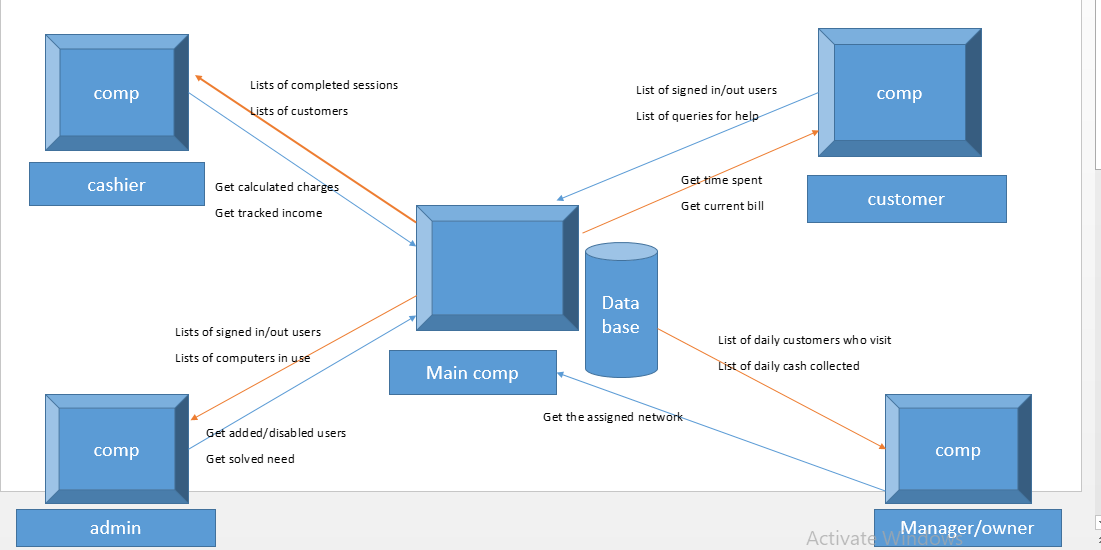 comp
Lists of completed sessions
Lists of customers
cashier
Get calculated charges
Get tracked income
List of signed in/out users
List of queries for help
comp
Get time spent
Get current bill
customer
Data
base
Main comp
Lists of signed in/out users
Lists of computers in use
List of daily customers who visit
List of daily cash collected
Get the assigned network
comp
Get added/disabled users
Get solved need
admin
comp
Manager/owner
Activate Windows